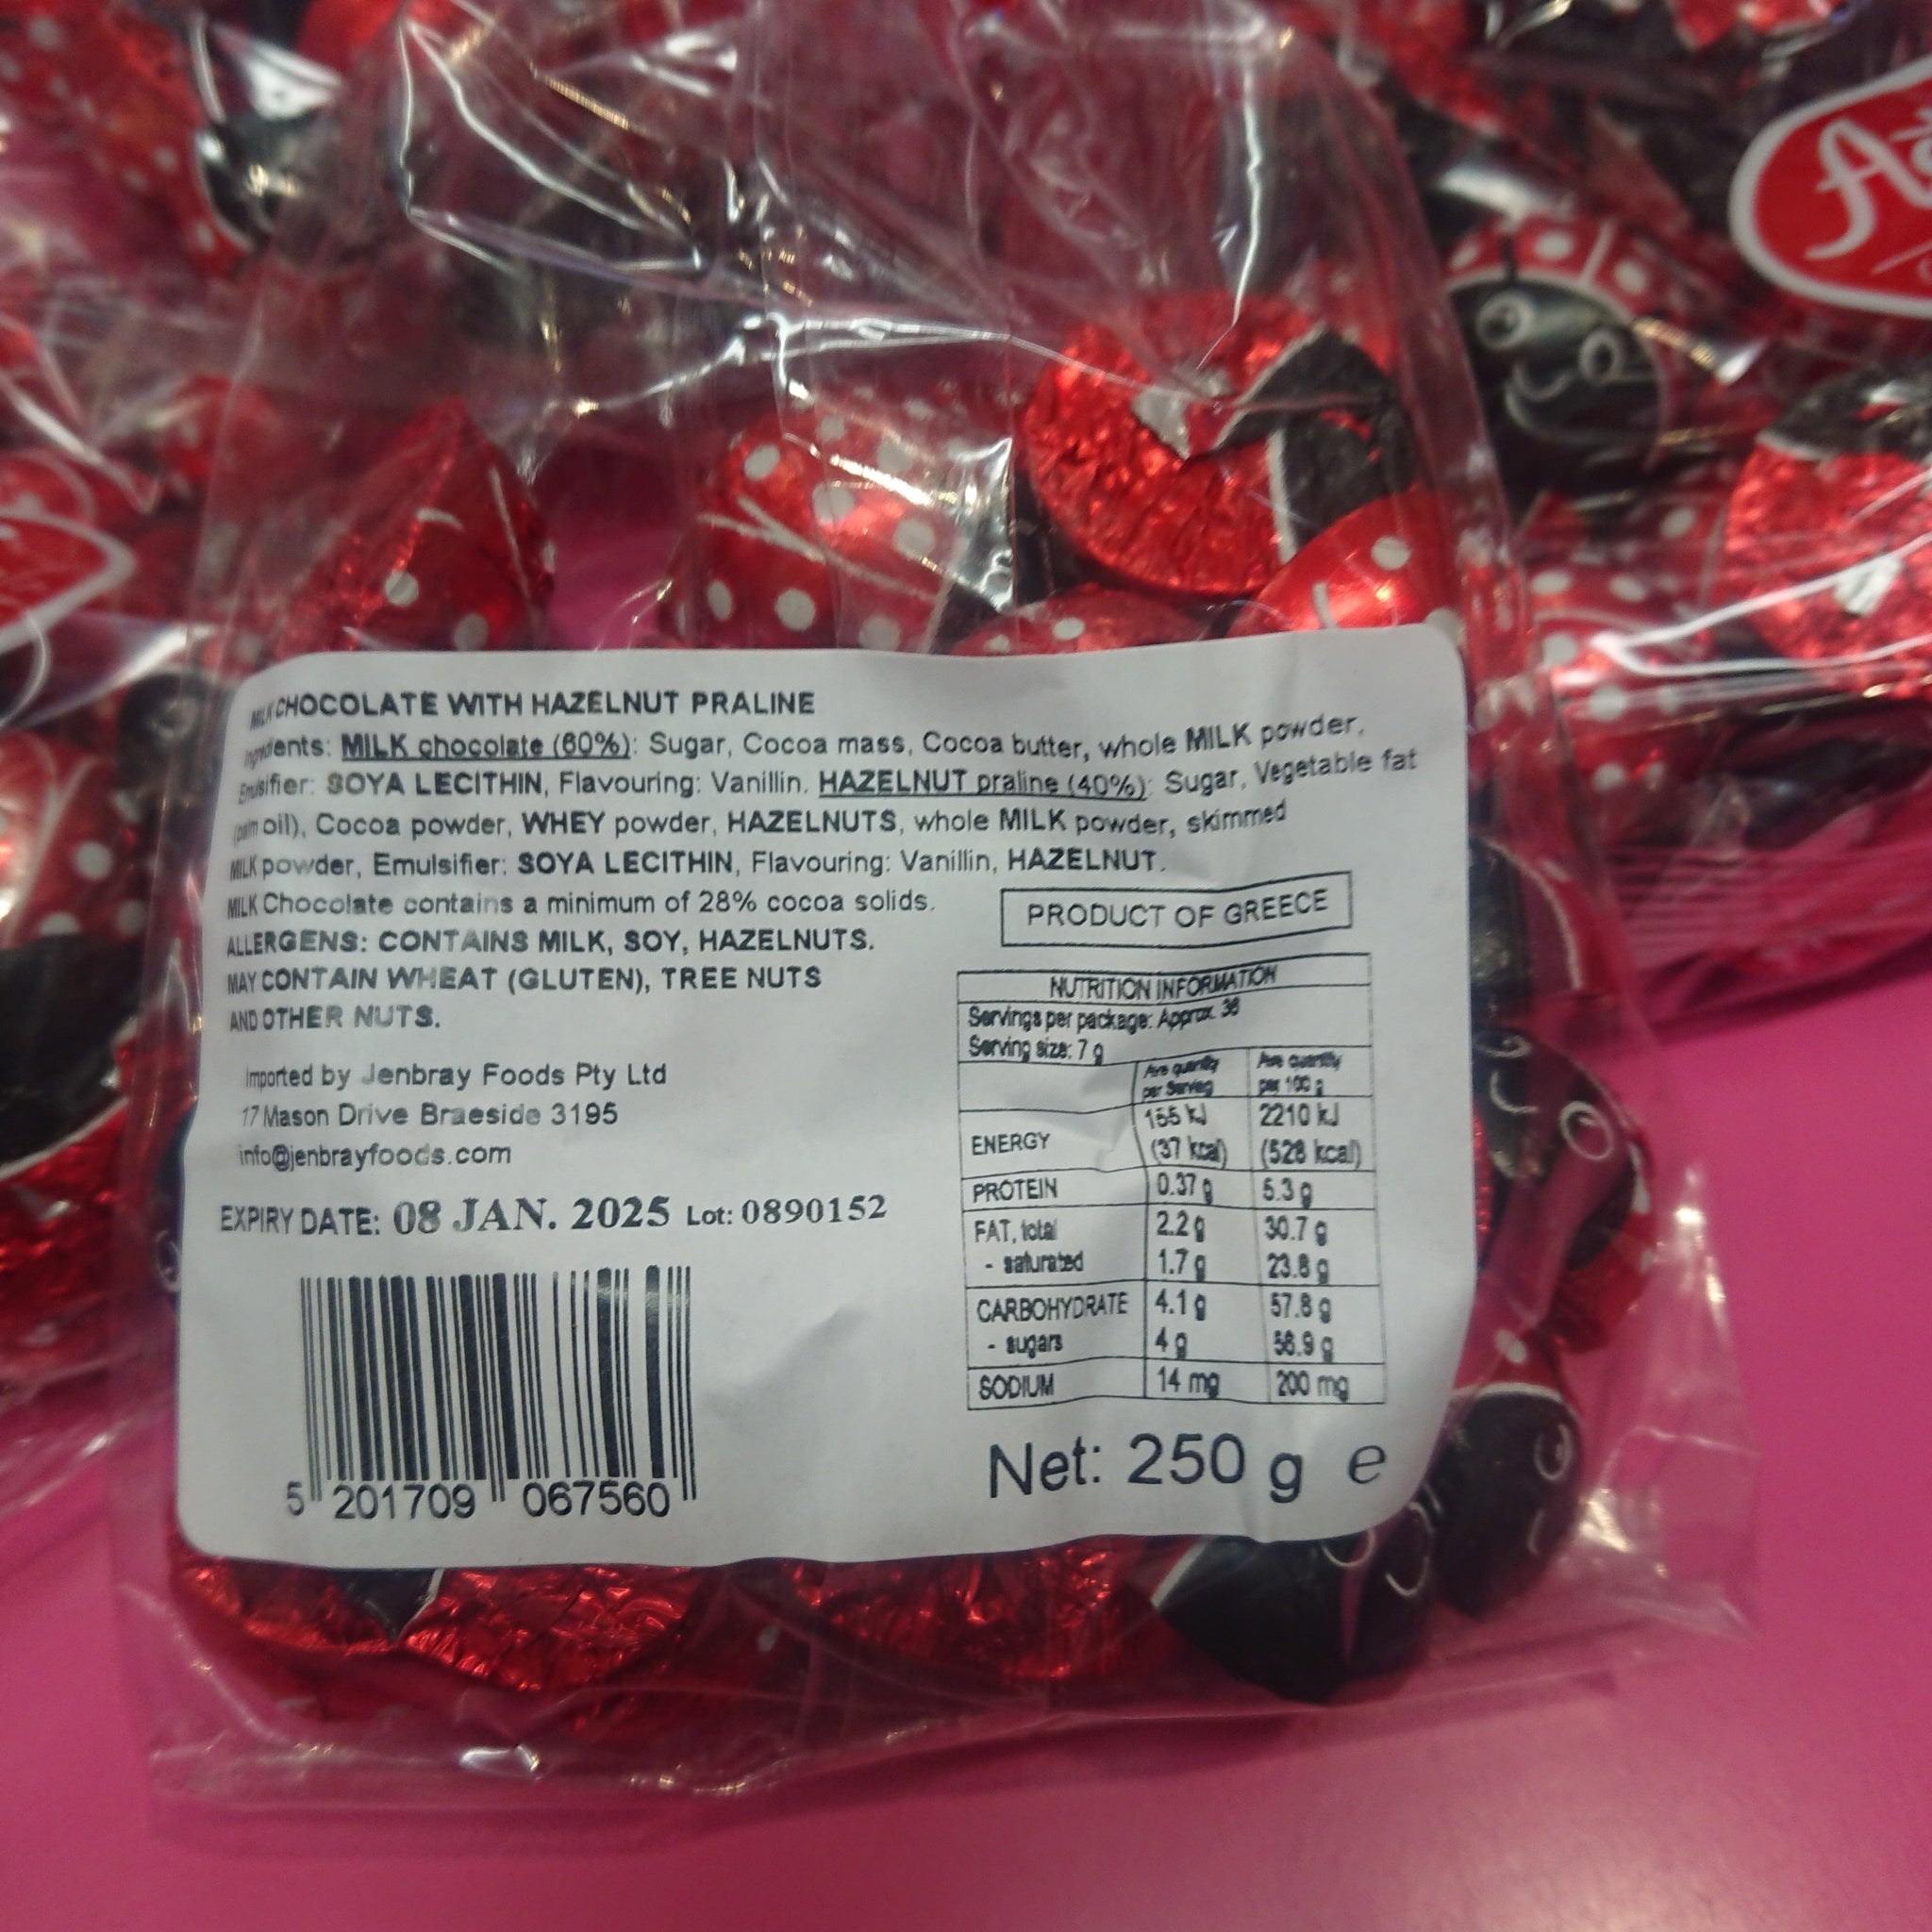 MILK CHOCOLATE WITH HAZELNUT PRALINE
Ingredients: MILK chocolate (60%): Sugar, Cocoa mass, Cocoa butter, whole MILK powder,
Emulsifier: SOYA LECITHIN, Flavouring: Vanillin. HAZELNUT praline (40%): Sugar, Vegetable fat
(palm oil), Cocoa powder, WHEY powder, HAZELNUTS, whole MILK powder, skimmed
MILK powder, Emulsifier: SOYA LECITHIN, Flavouring: Vanillin, HAZELNUT.
MILK Chocolate contains a minimum of 28% cocoa solids.
ALLERGENS: CONTAINS MILK, SOY, HAZELNUTS.
MAY CONTAIN WHEAT (GLUTEN), TREE NUTS
AND OTHER NUTS.
PRODUCT OF GREECE
Imported by Jenbray Foods Pty Ltd
17 Mason Drive Braeside 3195
info@jenbrayfoods.com
EXPIRY DATE: 08 JAN. 2025 Lot: 0890152
5 201709 067560
NUTRITION INFORMATION
Servings per package: Approx. 36
Serving size: 7 g
Ave quantity per Serving
Ave quantity per 100 g
ENERGY 155 kJ 2210 kJ
(37 kcal) (528 kcal)
PROTEIN 0.37 g 5.3 g
FAT, total 2.2 g 30.7 g
- saturated 1.7 g 23.8 g
CARBOHYDRATE 4.1 g 57.8 g
- sugars 4 g 56.9 g
SODIUM 14 mg 200 mg
Net: 250 g e